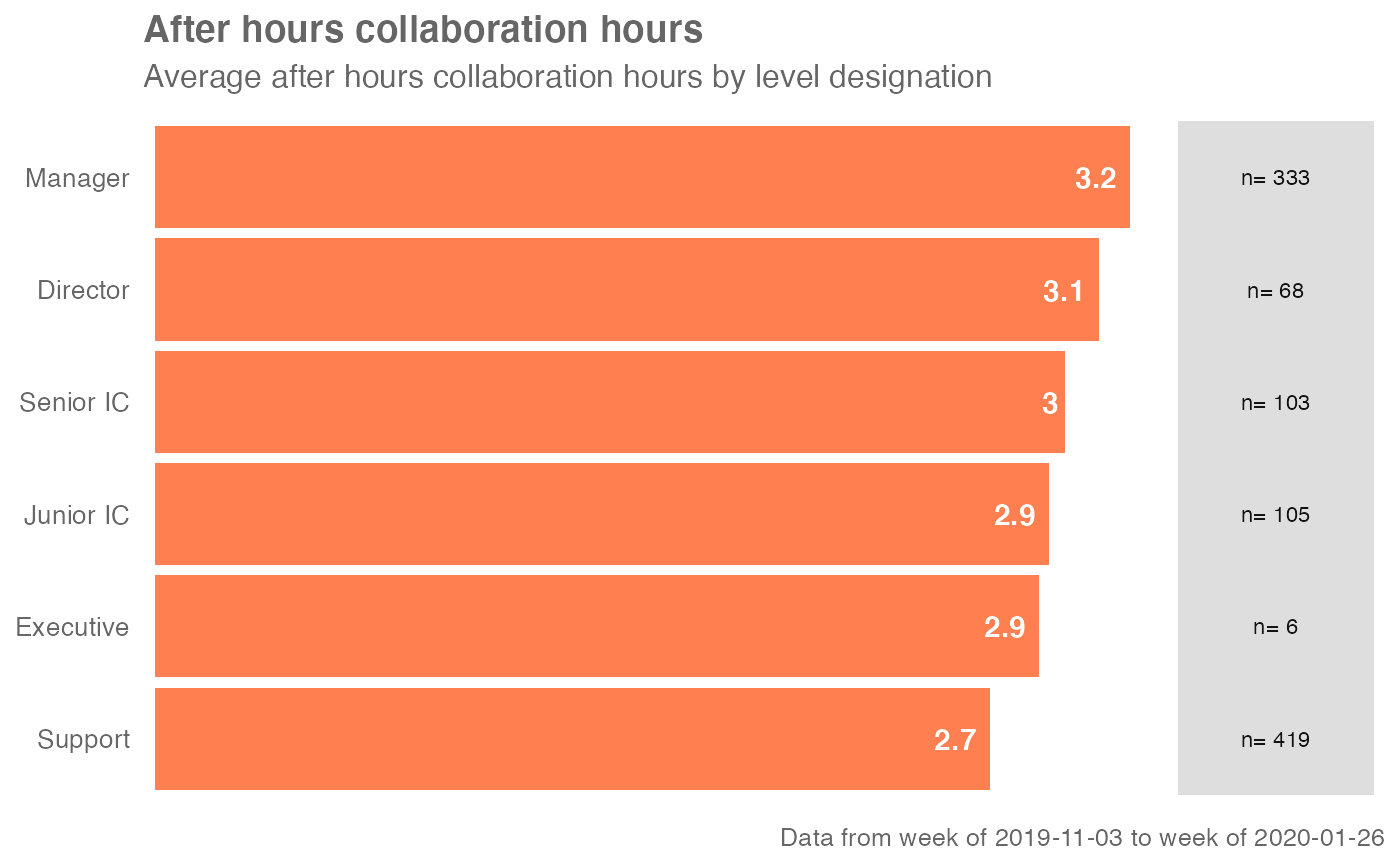 After hours collaboration hours
Average after hours collaboration hours by level designation
Manager 3.2 n= 333
Director 3.1 n= 68
Senior IC 3 n= 103
Junior IC 2.9 n= 105
Executive 2.9 n= 6
Support 2.7 n= 419
Data from week of 2019-11-03 to week of 2020-01-26